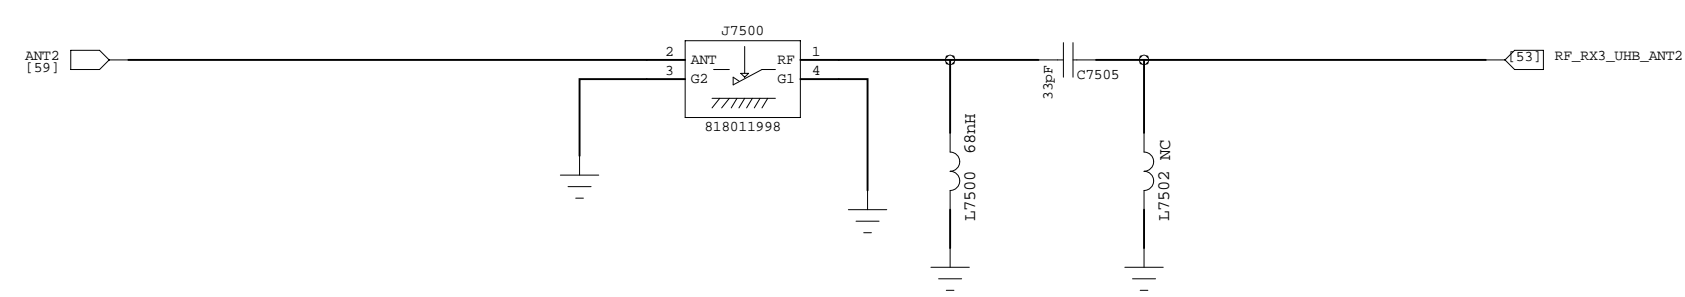 J7500
ANT2
[59]
2
ANT
RF
1
3
G2
G1
4
818011998
33pF
C7505
[53]
RF_RX3_UHB_ANT2
L7500 68nH
L7502 NC